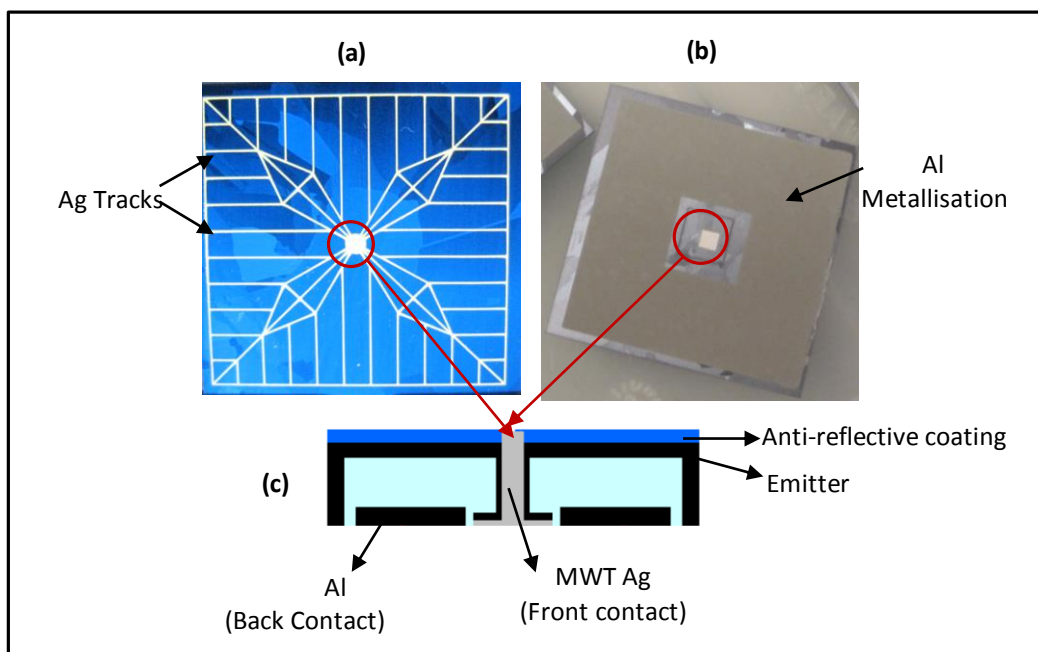 (a)
(b)
Ag Tracks
Al
Metallisation
Anti-reflective coating
(c)
Emitter
Al
(Back Contact)
MWT Ag
(Front contact)